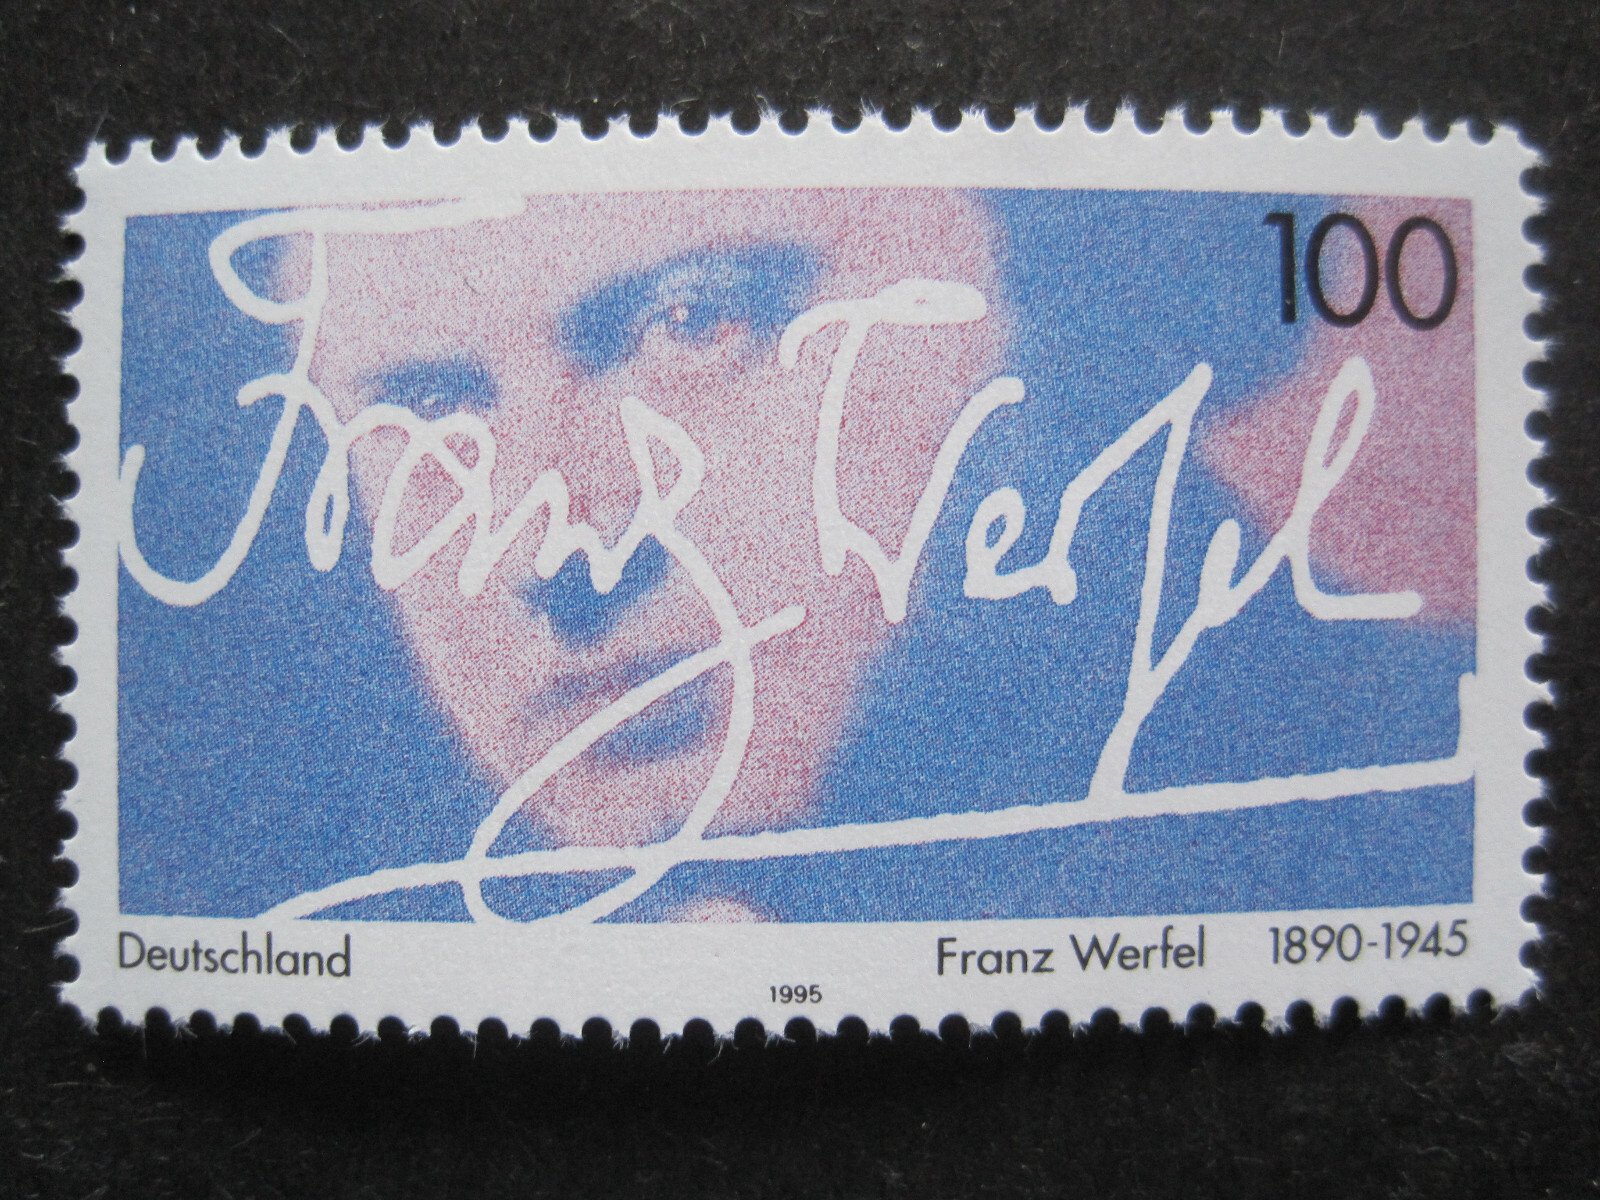 100
Franz Werfel
Deutschland
Franz Werfel 1890-1945
1995